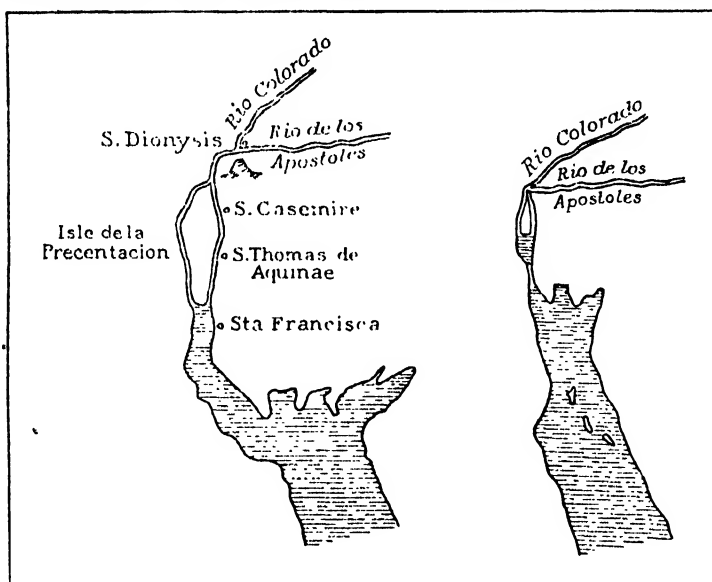 Rio Colorado
S. Dionysis
Rio de los
Apostoles
S. Casemire
Isle de la
Precentacion
S. Thomas de
Aquinae
Sta Francisca
Rio Colorado
Rio de los
Apostoles